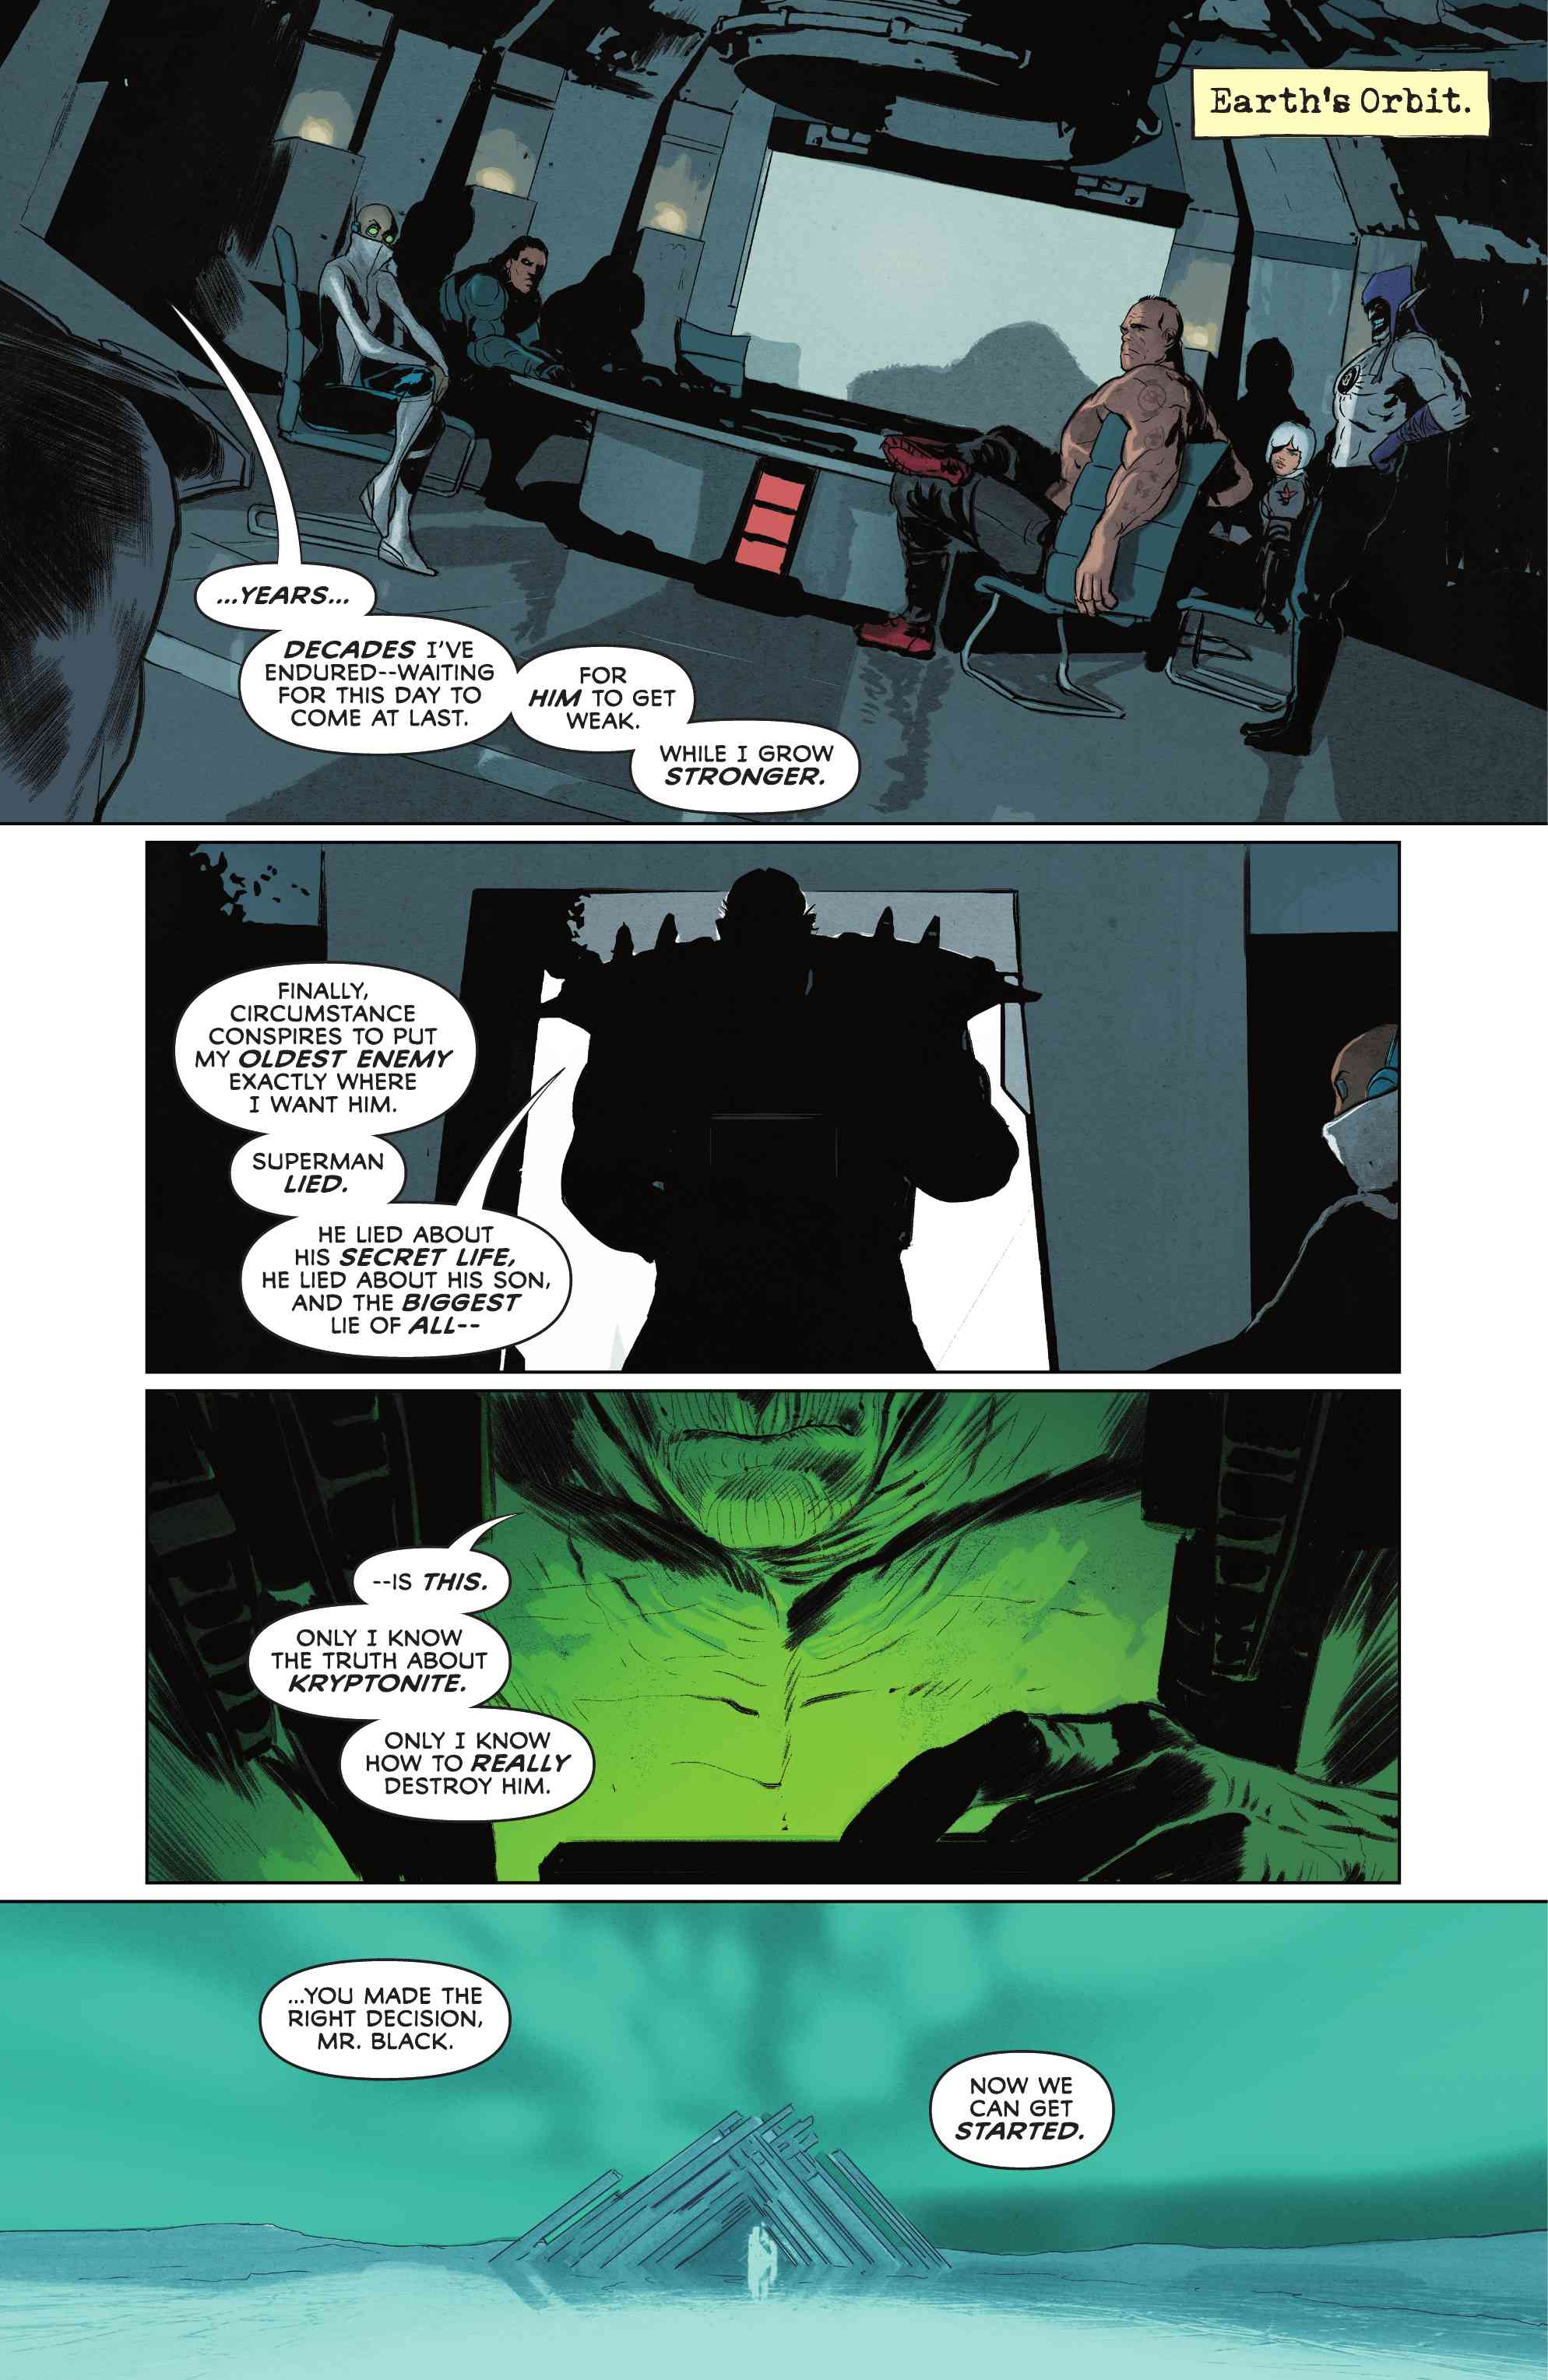 Earth's Orbit.
...YEARS...
DECADES I'VE
ENDURED--WAITING
FOR THIS DAY TO
COME AT LAST.
FOR
HIM TO GET
WEAK.
WHILE I GROW
STRONGER.
FINALLY,
CIRCUMSTANCE
CONSPIRES TO PUT
MY OLDEST ENEMY
EXACTLY WHERE
I WANT HIM.
SUPERMAN
LIED.
HE LIED ABOUT
HIS SECRET LIFE,
HE LIED ABOUT HIS SON,
AND THE BIGGEST
LIE OF ALL--
--IS THIS.
ONLY I KNOW
THE TRUTH ABOUT
KRYPTONITE.
ONLY I KNOW
HOW TO REALLY
DESTROY HIM.
...YOU MADE THE
RIGHT DECISION,
MR. BLACK.
NOW WE
CAN GET
STARTED.